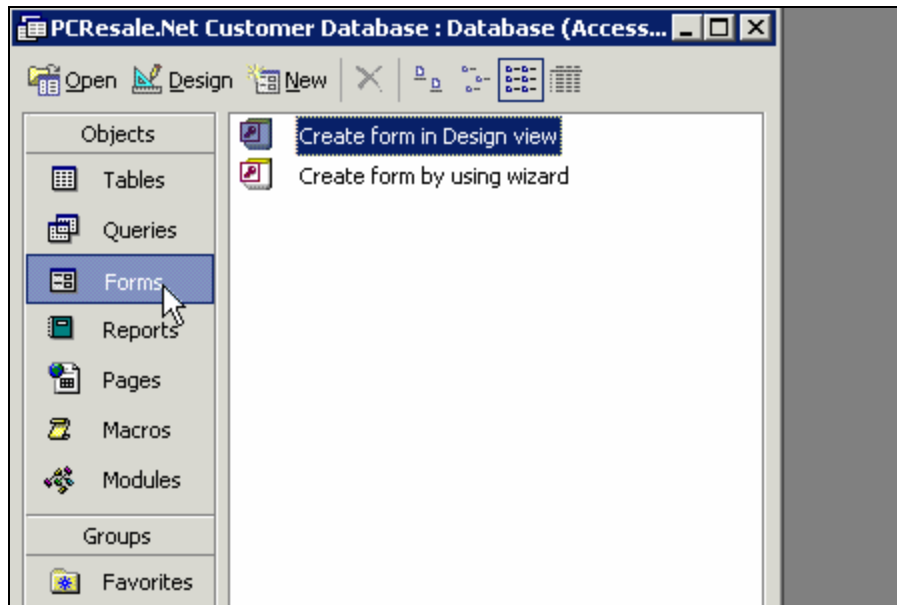 PCResale.Net Customer Database : Database (Access...
Open Design New
Objects
Tables
Queries
Forms
Reports
Pages
Macros
Modules
Groups
Favorites
Create form in Design view
Create form by using wizard